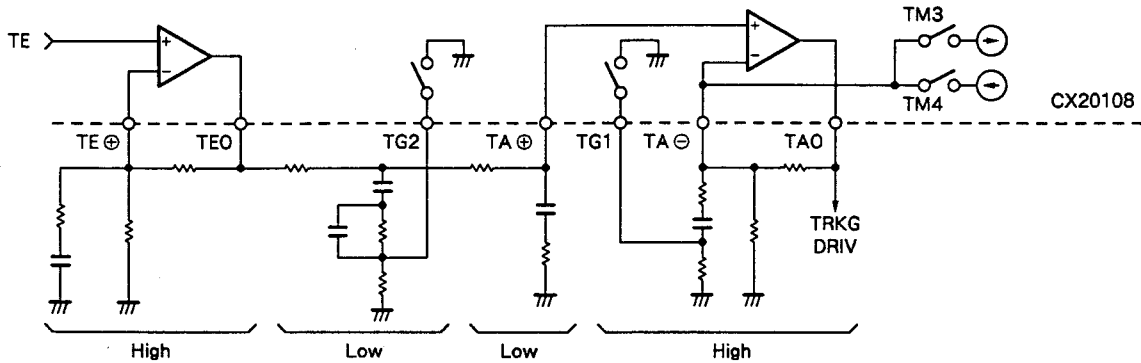 TE
TM3
TM4
CX20108
TE ⊕
TEO
TG2
TA ⊕
TG1
TA ⊖
TAO
TRKG
DRIV
High
Low
Low
High